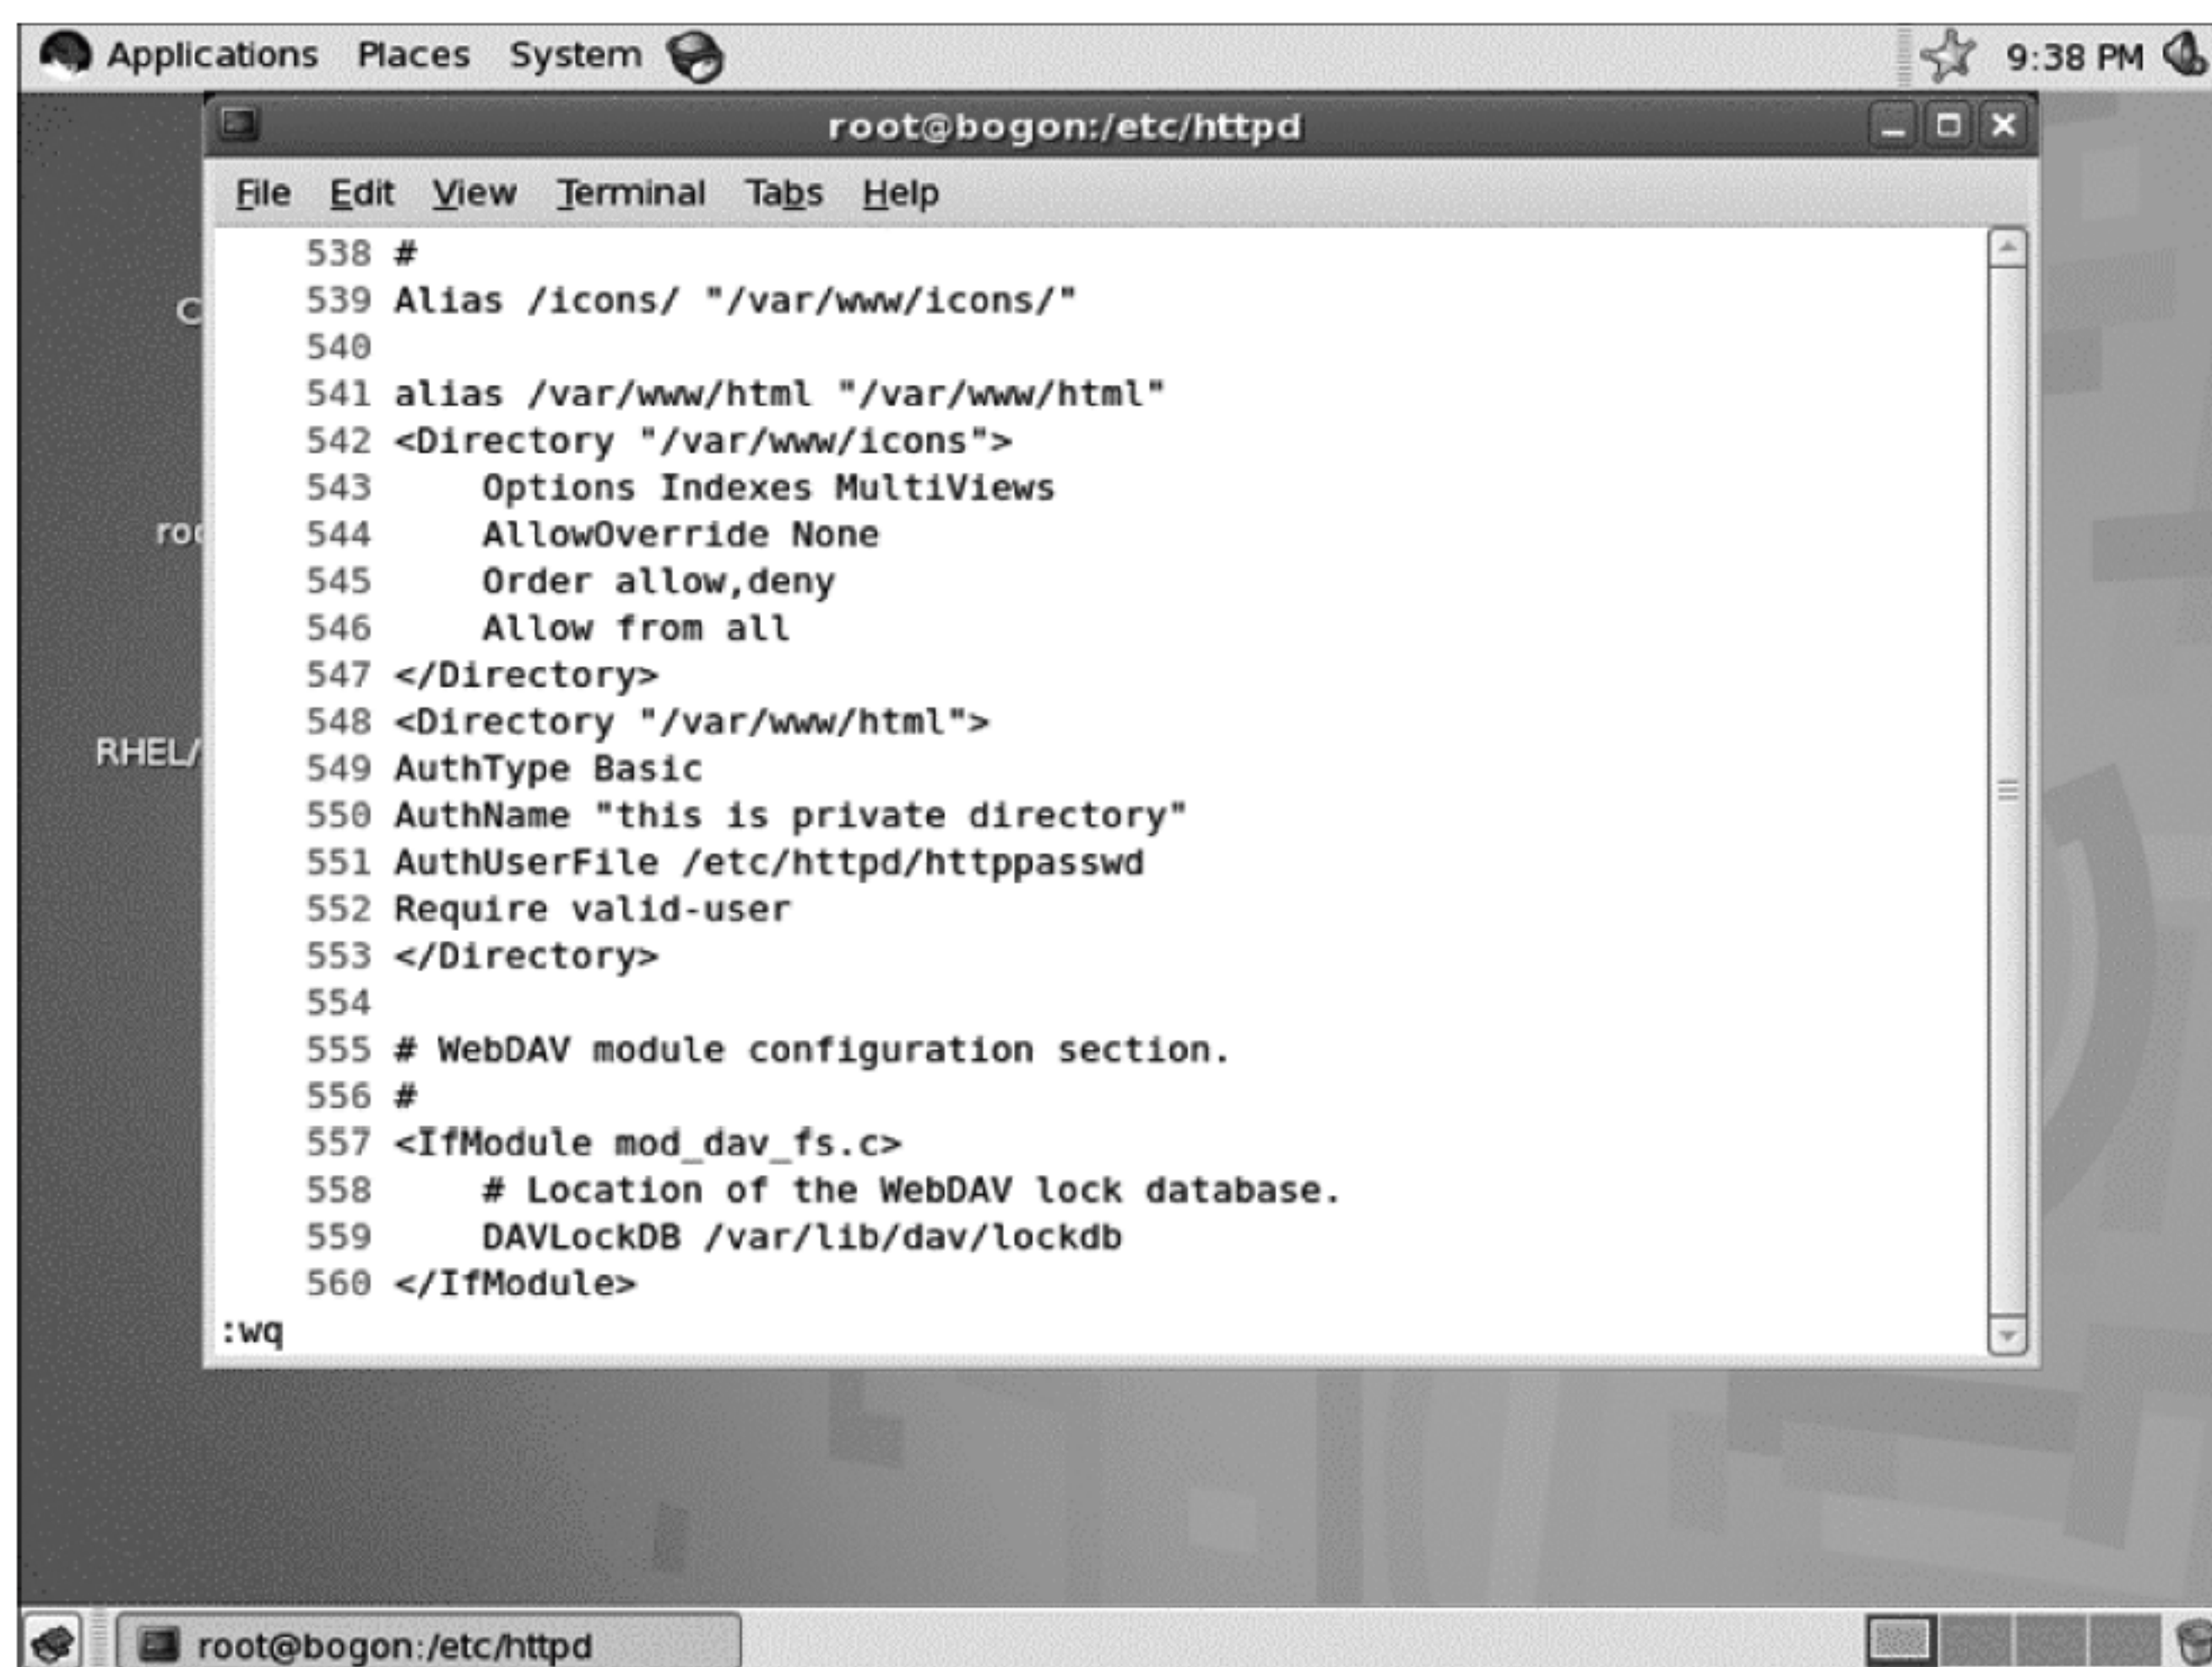 Applications Places System 9:38 PM
root@bogon:/etc/httpd
File Edit View Terminal Tabs Help
538 #
539 Alias /icons/ "/var/www/icons/"
540
541 alias /var/www/html "/var/www/html"
542 <Directory "/var/www/icons">
543     Options Indexes MultiViews
544     AllowOverride None
545     Order allow,deny
546     Allow from all
547 </Directory>
548 <Directory "/var/www/html">
549 AuthType Basic
550 AuthName "this is private directory"
551 AuthUserFile /etc/httpd/httppasswd
552 Require valid-user
553 </Directory>
554
555 # WebDAV module configuration section.
556 #
557 <IfModule mod_dav_fs.c>
558     # Location of the WebDAV lock database.
559     DAVLockDB /var/lib/dav/lockdb
560 </IfModule>
:wq
RHEL/
root@bogon:/etc/httpd